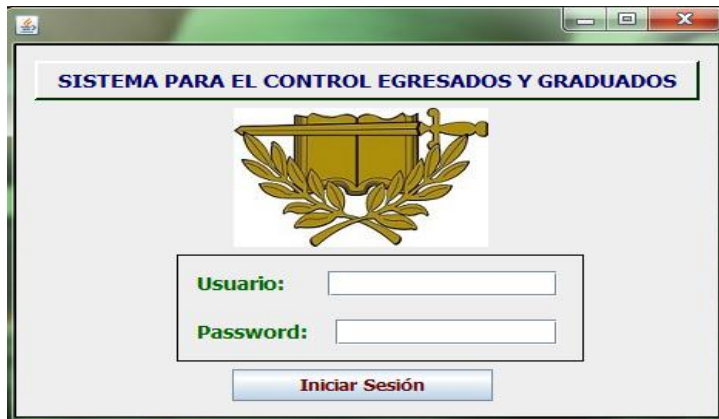 SISTEMA PARA EL CONTROL EGRESADOS Y GRADUADOS
Usuario:
Password:
Iniciar Sesión